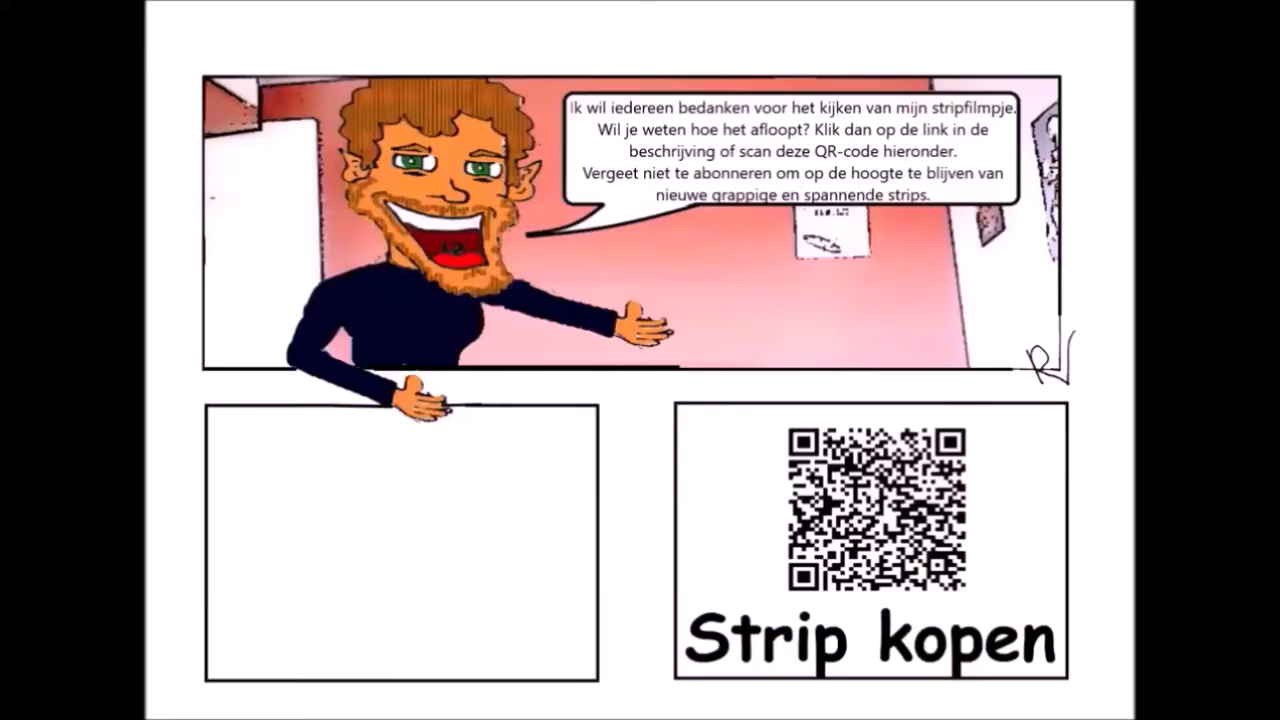 Ik wil iedereen bedanken voor het kijken van mijn stripfilmpje.
Wil je weten hoe het afloopt? Klik dan op de link in de
beschrijving of scan deze QR-code hieronder.
Vergeet niet te abonneren om op de hoogte te blijven van
nieuwe grappige en spannende strips.
Strip kopen